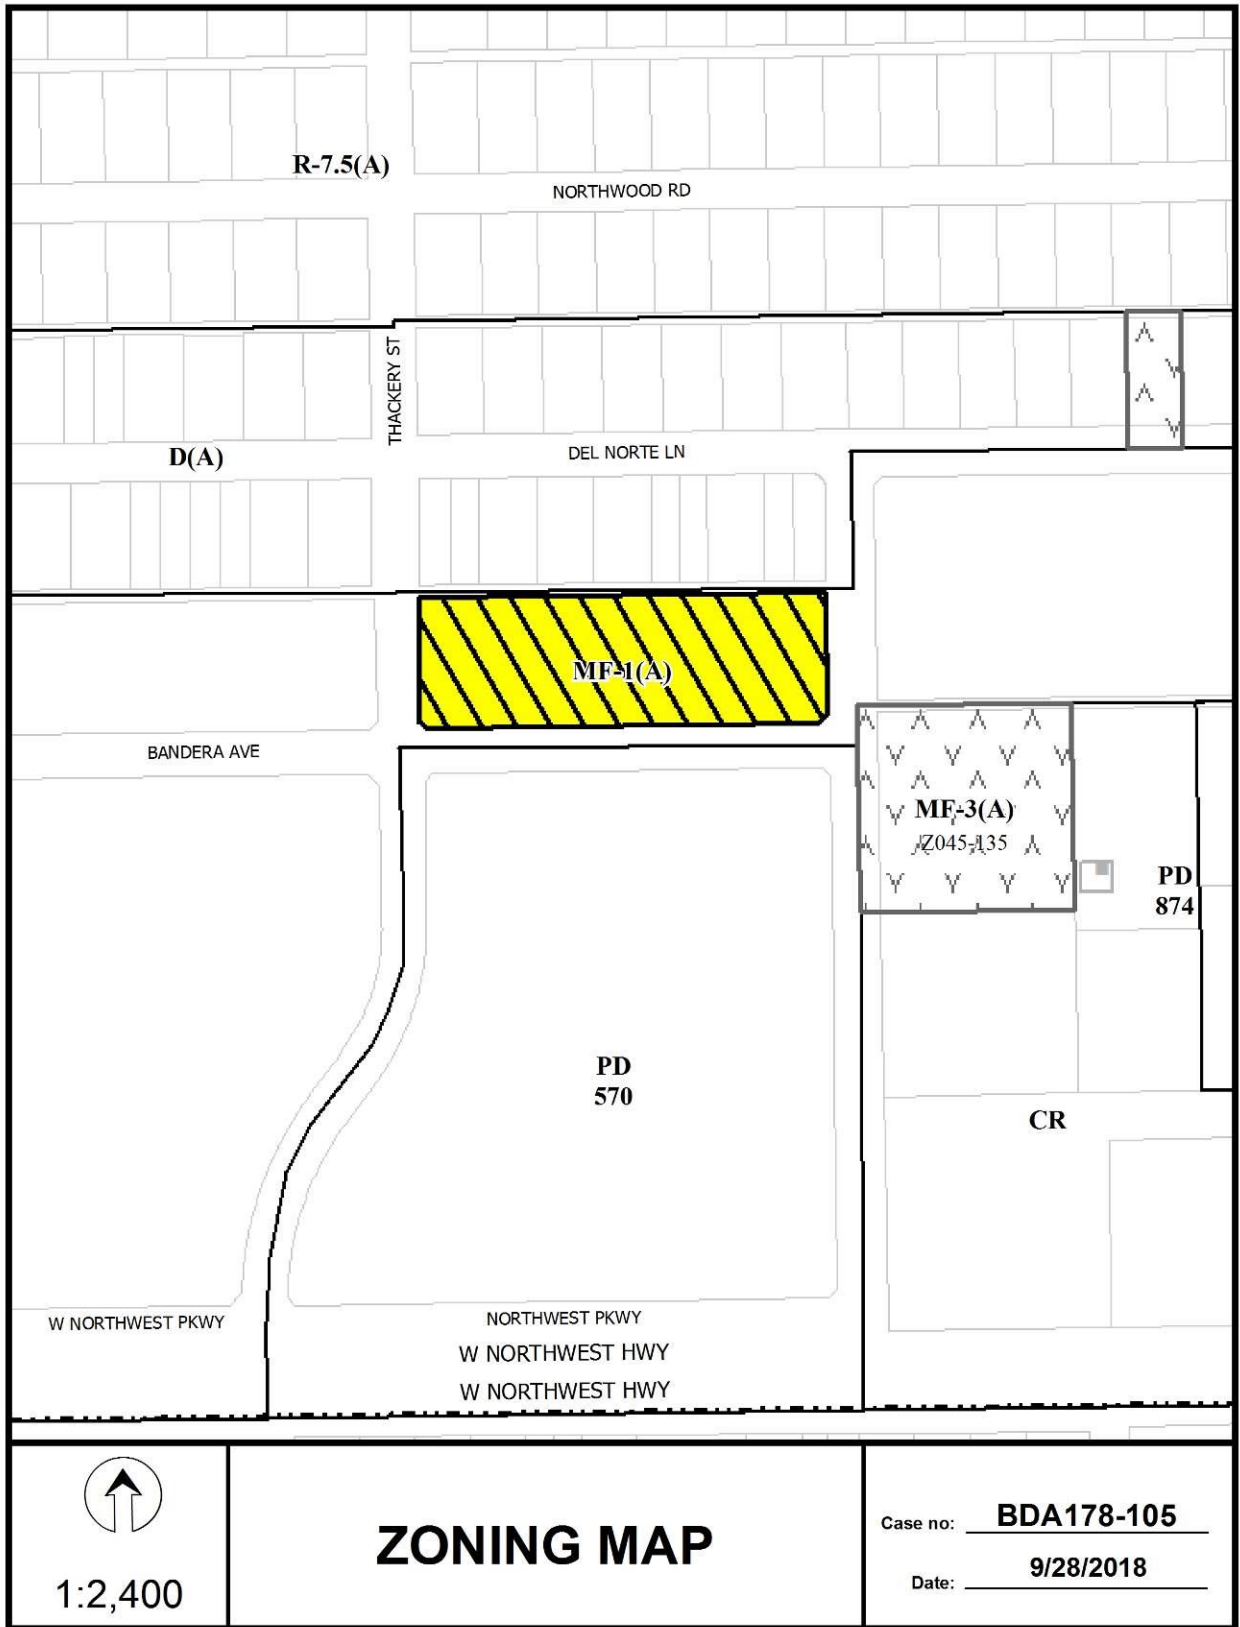 R-7.5(A)
NORTHWOOD RD
THACKERY ST
DEL NORTE LN
D(A)
MF-1(A)
BANDERA AVE
MF-3(A)
Z045-135
PD
874
PD
570
CR
W NORTHWEST PKWY
NORTHWEST PKWY
W NORTHWEST HWY
W NORTHWEST HWY
1:2,400
ZONING MAP
Case no: BDA178-105
Date: 9/28/2018